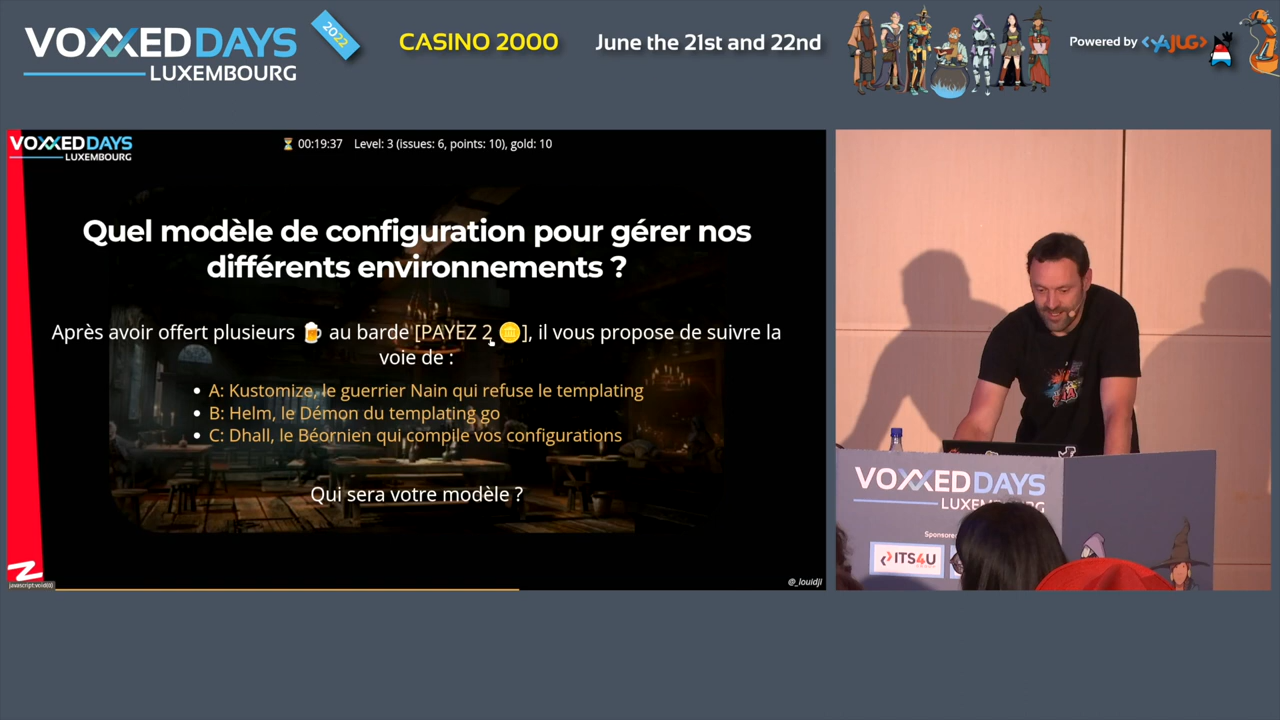 VOXXED DAYS
LUXEMBOURG
2022
CASINO 2000
June the 21st and 22nd
Powered by <YAJUG>
VOXXED DAYS
LUXEMBOURG
00:19:37 Level: 3 (issues: 6, points: 10), gold: 10
Quel modèle de configuration pour gérer nos
différents environnements ?
Après avoir offert plusieurs 🍺 au barde [PAYEZ 2 🪙], il vous propose de suivre la
voie de :
• A: Kustomize, le guerrier Nain qui refuse le templating
• B: Helm, le Démon du templating go
• C: Dhall, le Béornien qui compile vos configurations
Qui sera votre modèle ?
javascript:void(0)
@_louidji
VOXXED DAYS
LUXEMBOURG
ITS4U